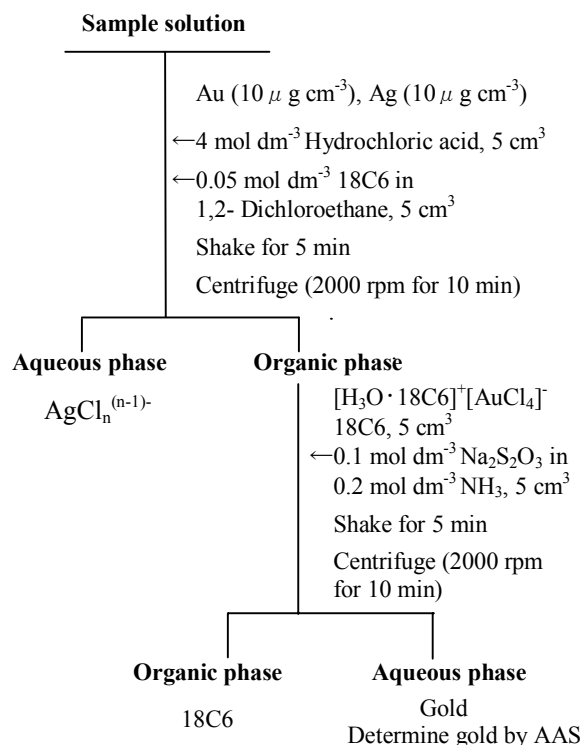 Sample solution
Au (10 μg cm⁻³), Ag (10 μg cm⁻³)
←4 mol dm⁻³ Hydrochloric acid, 5 cm³
←0.05 mol dm⁻³ 18C6 in
1,2- Dichloroethane, 5 cm³
Shake for 5 min
Centrifuge (2000 rpm for 10 min)
Aqueous phase
AgClₙ⁽ⁿ⁻¹⁾⁻
Organic phase
[H₃O·18C6]⁺[AuCl₄]⁻
18C6, 5 cm³
←0.1 mol dm⁻³ Na₂S₂O₃ in
0.2 mol dm⁻³ NH₃, 5 cm³
Shake for 5 min
Centrifuge (2000 rpm
for 10 min)
Organic phase
18C6
Aqueous phase
Gold
Determine gold by AAS